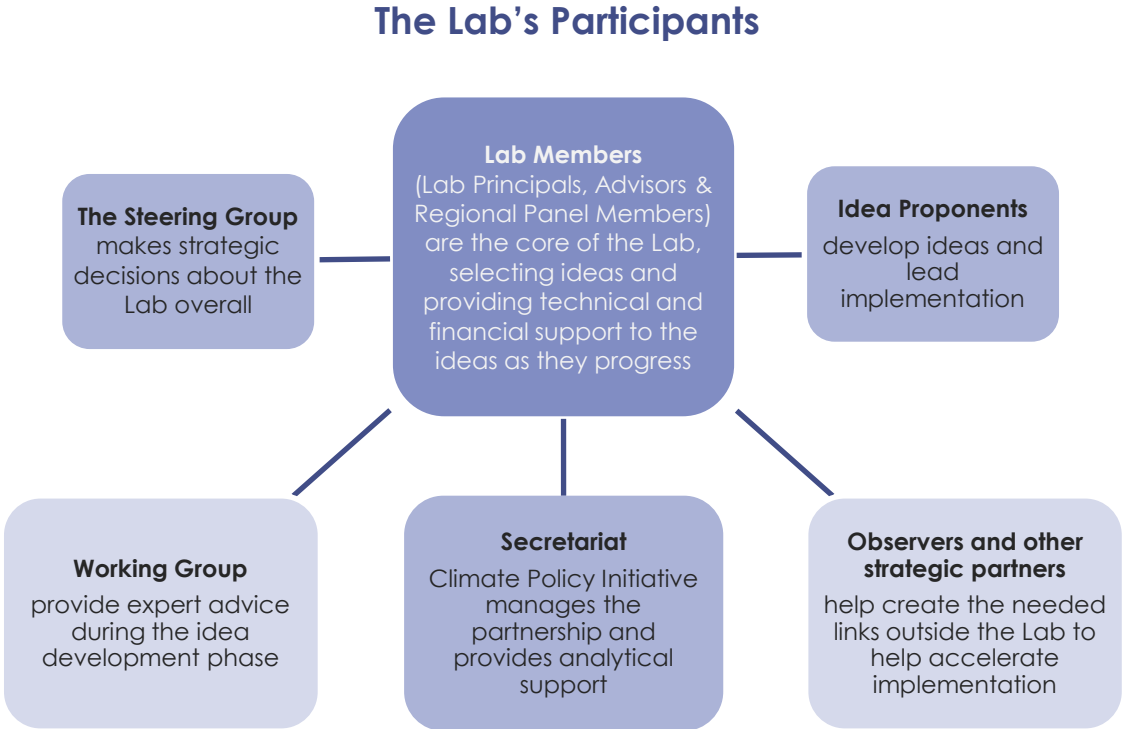 The Lab's Participants
Lab Members
(Lab Principals, Advisors &
Regional Panel Members)
are the core of the Lab,
selecting ideas and
providing technical and
financial support to the
ideas as they progress
The Steering Group
makes strategic
decisions about the
Lab overall
Idea Proponents
develop ideas and
lead
implementation
Working Group
provide expert advice
during the idea
development phase
Secretariat
Climate Policy Initiative
manages the
partnership and
provides analytical
support
Observers and other
strategic partners
help create the needed
links outside the Lab to
help accelerate
implementation